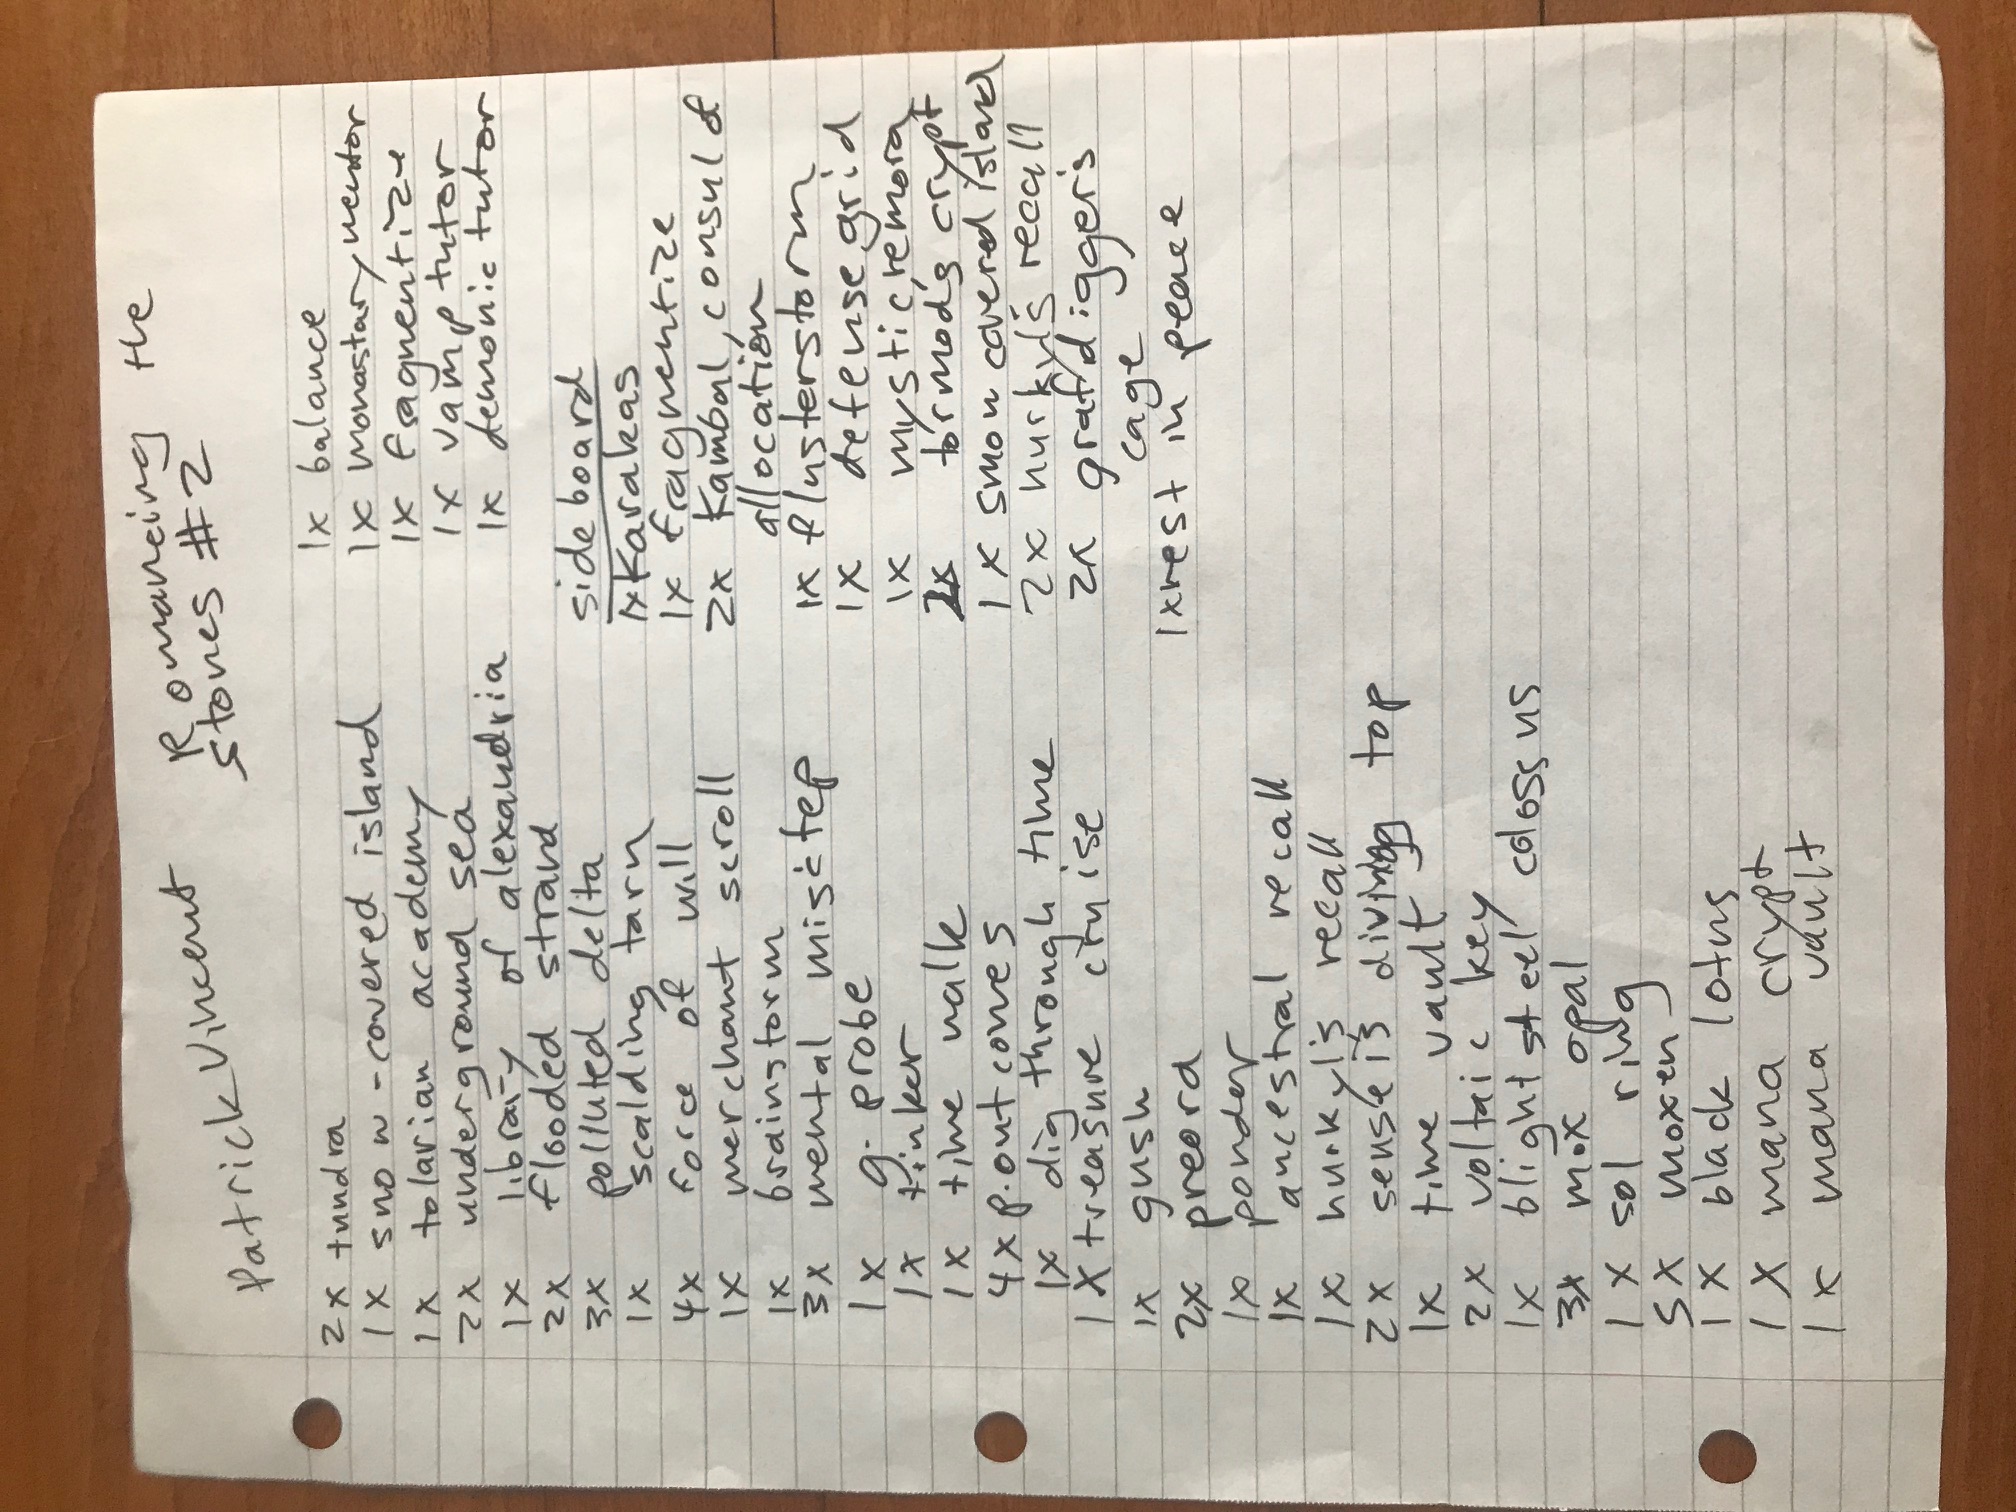 Patrick Vincent
Romancing the
stones #2
2x tundra
1x snow-covered island
1x tolarian academy
2x underground sea
1x library of alexandria
2x flooded strand
3x polluted delta
1x scalding tarn
4x force of will
1x merchant scroll
1x brainstorm
3x mental misstep
1x g. probe
1x tinker
1x time walk
4x p. outcomes
1x dig through time
1x treasure cruise
1x gush
2x preord
1x ponder
1x ancestral recall
1x hurkyl's recall
2x sensei's divining top
1x time vault
2x voltaic key
1x blightsteel colossus
3x mox opal
1x sol ring
5x moxen
1x black lotus
1x mana crypt
1x mana vault
1x balance
1x monastary mentor
1x fragmentize
1x vamp tutor
1x demonic tutor
sideboard
1x Karakas
1x fragmentize
2x Kambal, consul of
allocation
1x flusterstorm
1x defense grid
1x mystic remora
2x tormod's crypt
1x snow covered island
2x hurkyl's recall
2x grafdigger's
cage
1x rest in peace